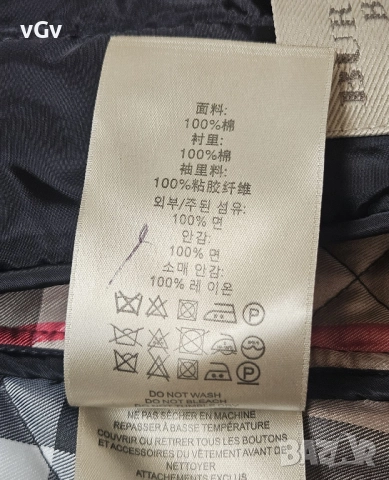 vGv
面料:
100%棉
衬里:
100%棉
袖里料:
100%粘胶纤维
외부/주된 섬유:
100% 면
안감:
100% 면
소매 안감:
100% 레 이온
DO NOT WASH
DO NOT BLEACH
NE PAS SÉCHER EN MACHINE
REPASSER À BASSE TEMPÉRATURE
COUVRIR OU RETIRER TOUS LES BOUTONS
ET ACCESSOIRES DU VÊTEMENT AVANT DE
NETTOYER
ATTACHEMENTS EXCLUS
bazar